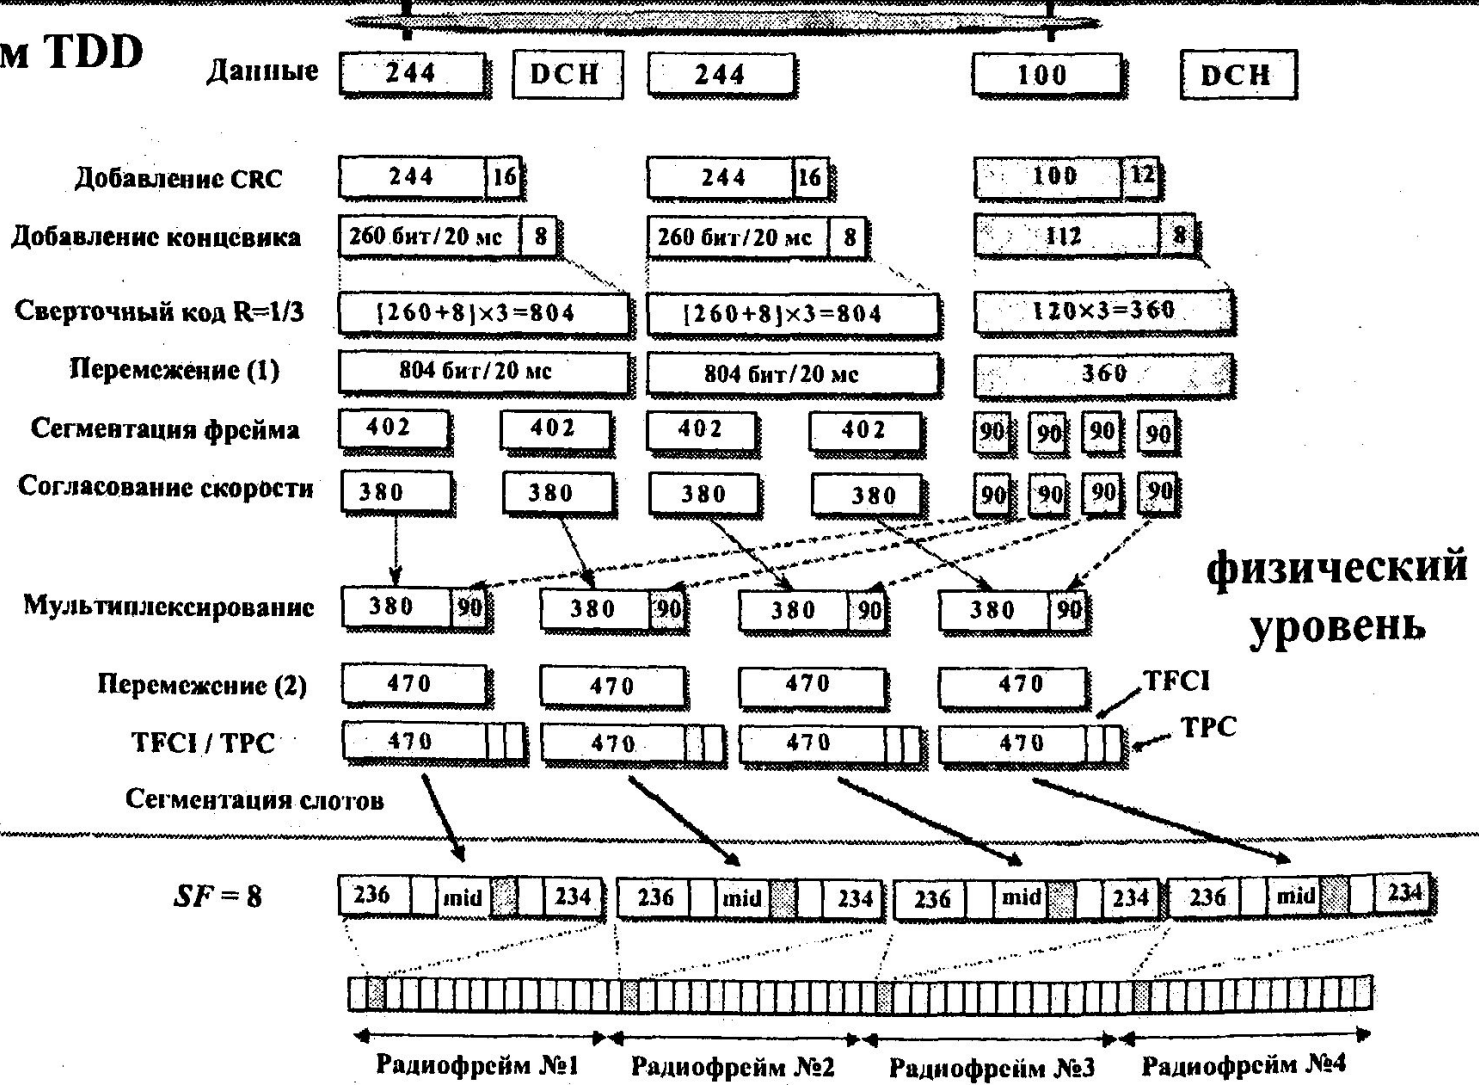 м TDD
Данные 244 DCH 244 100 DCH
Добавление CRC 244 16 244 16 100 12
Добавление концевика 260 бит/20 мс 8 260 бит/20 мс 8 112 8
Сверточный код R=1/3 [260+8]×3=804 [260+8]×3=804 120×3=360
Перемежение (1) 804 бит/20 мс 804 бит/20 мс 360
Сегментация фрейма 402 402 402 402 90 90 90 90
Согласование скорости 380 380 380 380 90 90 90 90
физический
уровень
Мультиплексирование 380 90 380 90 380 90 380 90
Перемежение (2) 470 470 470 470
TFCI
TFCI / TPC 470 470 470 470
TPC
Сегментация слотов
SF = 8 236 mid 234 236 mid 234 236 mid 234 236 mid 234
Радиофрейм №1 Радиофрейм №2 Радиофрейм №3 Радиофрейм №4